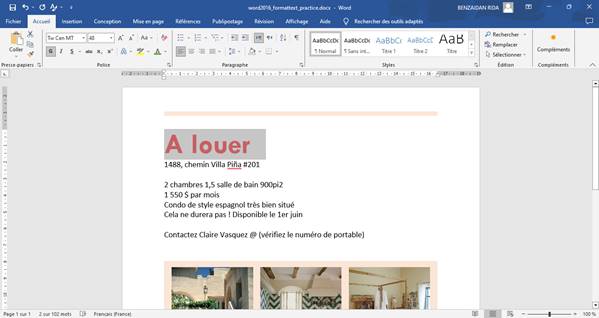 word2016_formattext_practice.docx - Word
BENZAIDAN RIDA
Fichier Accueil Insertion Conception Mise en page Références Publipostage Révision Affichage Aide Rechercher des outils adaptés
Coller
Tw Cen MT 48
Presse-papiers Police Paragraphe Styles Édition Compléments
AaBbCcDc AaBbCcDc AaBbCc AaBbCcD AaB
¶ Normal ¶ Sans int... Titre 1 Titre 2 Titre
Rechercher
Remplacer
Sélectionner
Compléments
A louer
1488, chemin Villa Piña #201
2 chambres 1,5 salle de bain 900pi2
1 550 $ par mois
Condo de style espagnol très bien situé
Cela ne durera pas ! Disponible le 1er juin
Contactez Claire Vasquez @ (vérifiez le numéro de portable)
Page 1 sur 1 2 sur 102 mots Français (France) 100 %